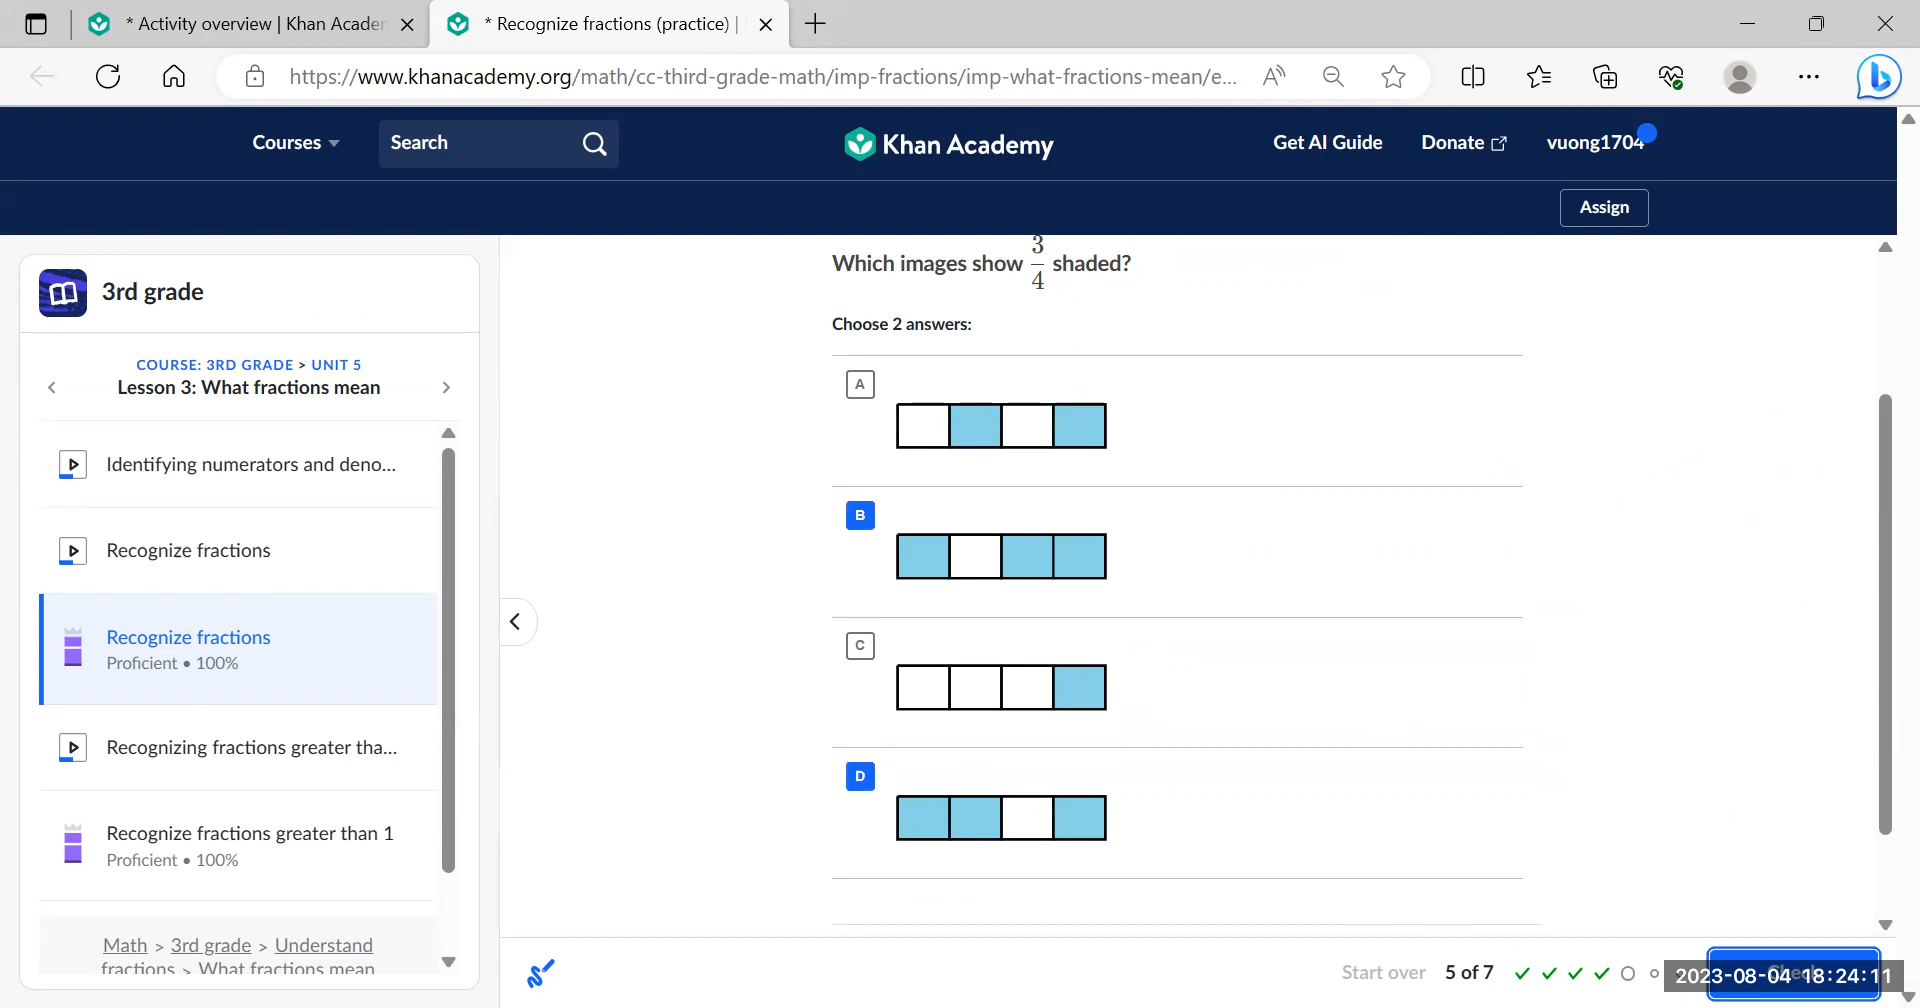 * Activity overview | Khan Acader
* Recognize fractions (practice) |
https://www.khanacademy.org/math/cc-third-grade-math/imp-fractions/imp-what-fractions-mean/e...
Courses
Search
Khan Academy
Get AI Guide
Donate
vuong1704
Assign
3rd grade
COURSE: 3RD GRADE > UNIT 5
Lesson 3: What fractions mean
Identifying numerators and deno...
Recognize fractions
Recognize fractions
Proficient • 100%
Recognizing fractions greater tha...
Recognize fractions greater than 1
Proficient • 100%
Math > 3rd grade > Understand
fractions > What fractions mean
Which images show 3/4 shaded?
Choose 2 answers:
A
B
C
D
Start over
5 of 7
2023-08-04 18:24:11